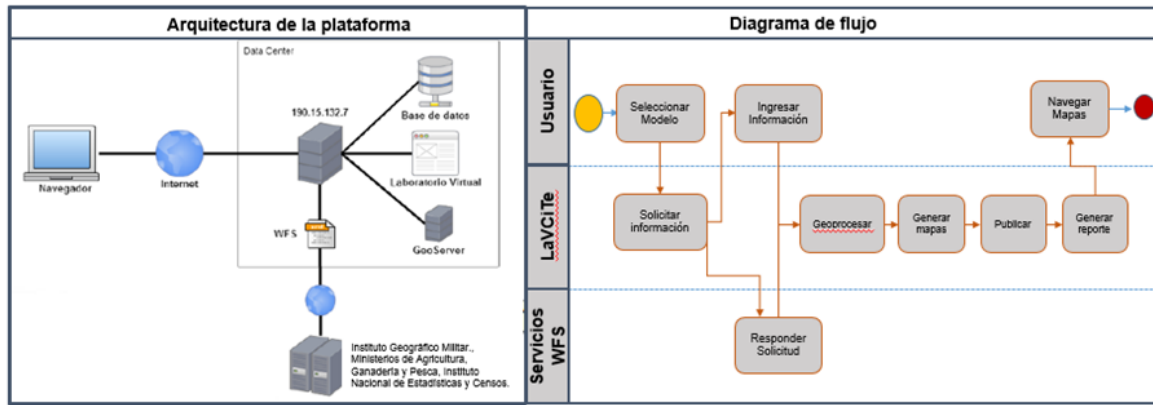 Arquitectura de la plataforma
Data Center
190.15.132.7
Base de datos
Navegador
Internet
Laboratorio Virtual
WFS
GeoServer
Instituto Geográfico Militar.,
Ministerios de Agricultura,
Ganadería y Pesca, Instituto
Nacional de Estadísticas y Censos.
Diagrama de flujo
Usuario
Seleccionar
Modelo
Ingresar
Información
Navegar
Mapas
LaVCiTe
Solicitar
información
Geoprocesar
Generar
mapas
Publicar
Generar
reporte
Servicios
WFS
Responder
Solicitud